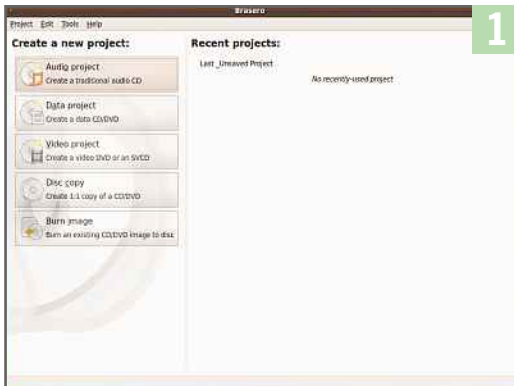 Brasero
1
Project Edit Tools Help
Create a new project:
Audio project
Create a traditional audio CD
Data project
Create a data CD/DVD
Video project
Create a video DVD or an SVCD
Disc copy
Create 1:1 copy of a CD/DVD
Burn image
Burn an existing CD/DVD image to disc
Recent projects:
Last _Unsaved Project
No recently-used project